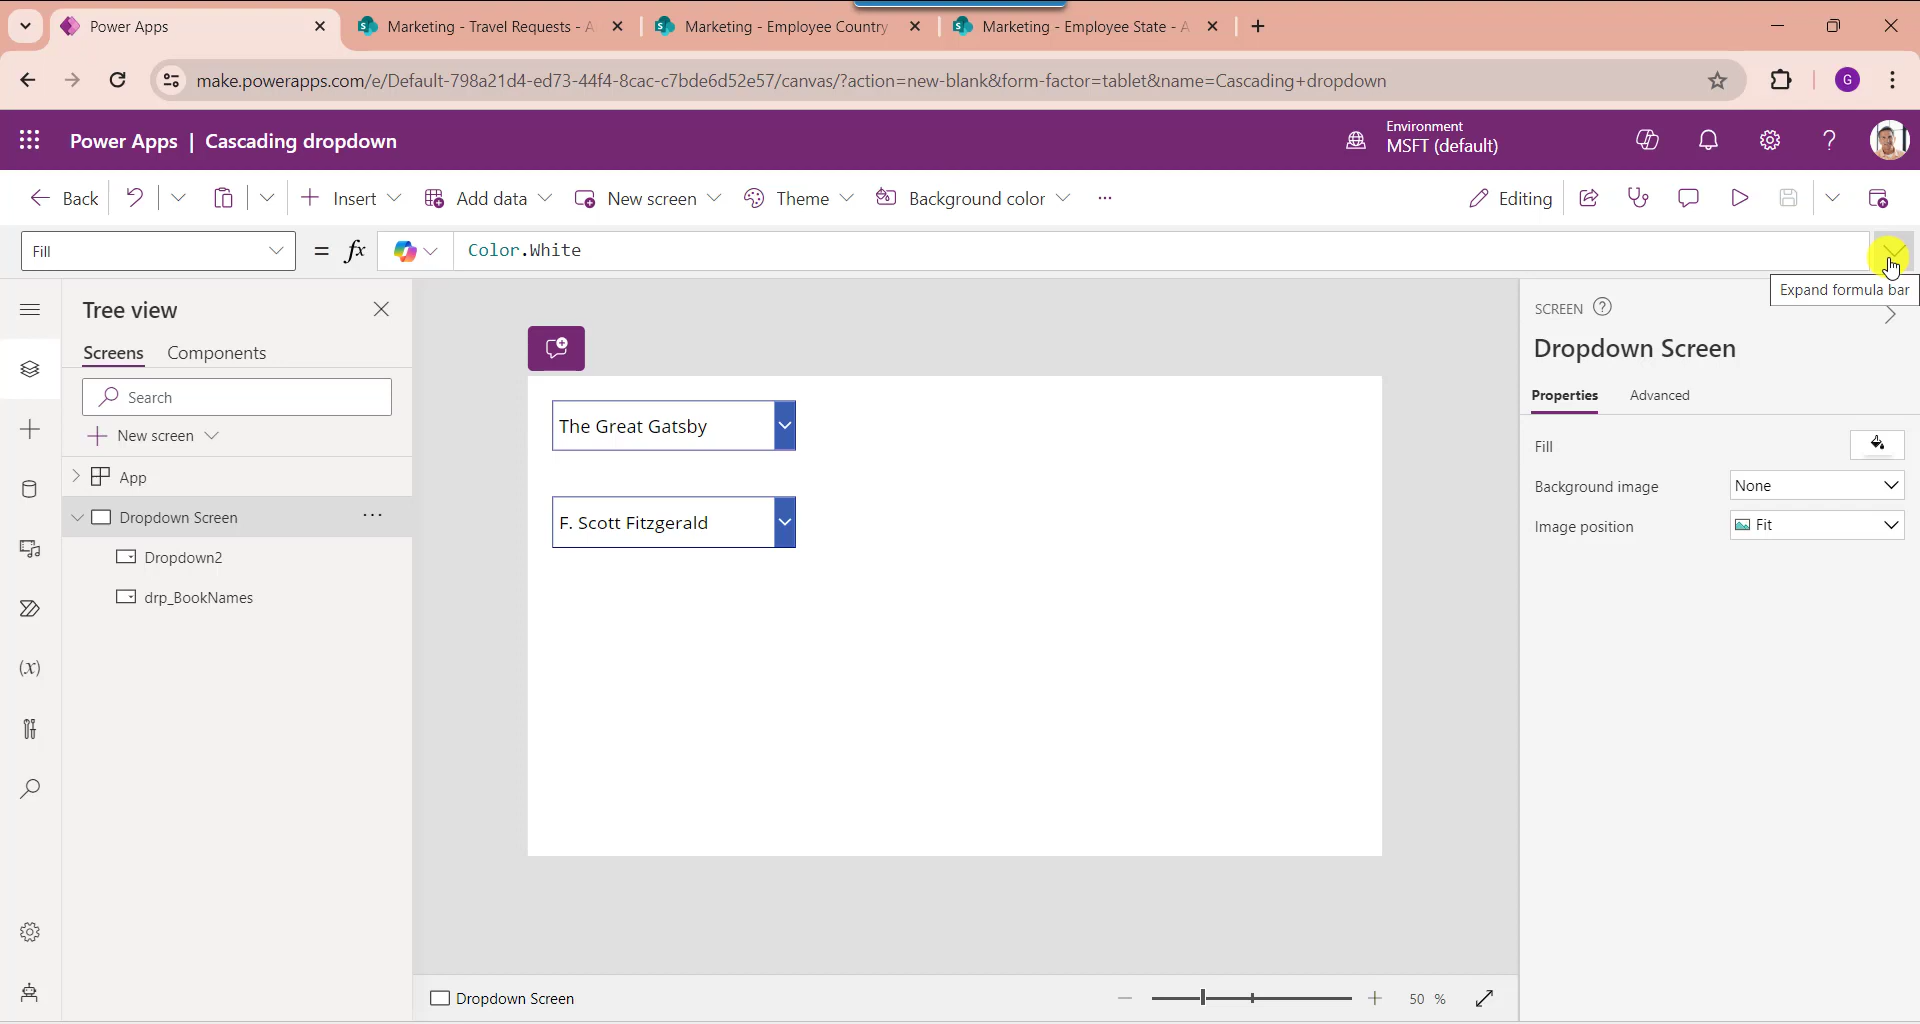 Power Apps
Marketing - Travel Requests - A
Marketing - Employee Country
Marketing - Employee State - A
make.powerapps.com/e/Default-798a21d4-ed73-44f4-8cac-c7bde6d52e57/canvas/?action=new-blank&form-factor=tablet&name=Cascading+dropdown
G
Power Apps | Cascading dropdown
Environment
MSFT (default)
Back
Insert
Add data
New screen
Theme
Background color
Editing
Fill
= fx
Color.White
Expand formula bar
Tree view
Screens
Components
Search
New screen
App
Dropdown Screen
Dropdown2
drp_BookNames
(x)
The Great Gatsby
F. Scott Fitzgerald
SCREEN
Dropdown Screen
Properties
Advanced
Fill
Background image
None
Image position
Fit
Dropdown Screen
50 %